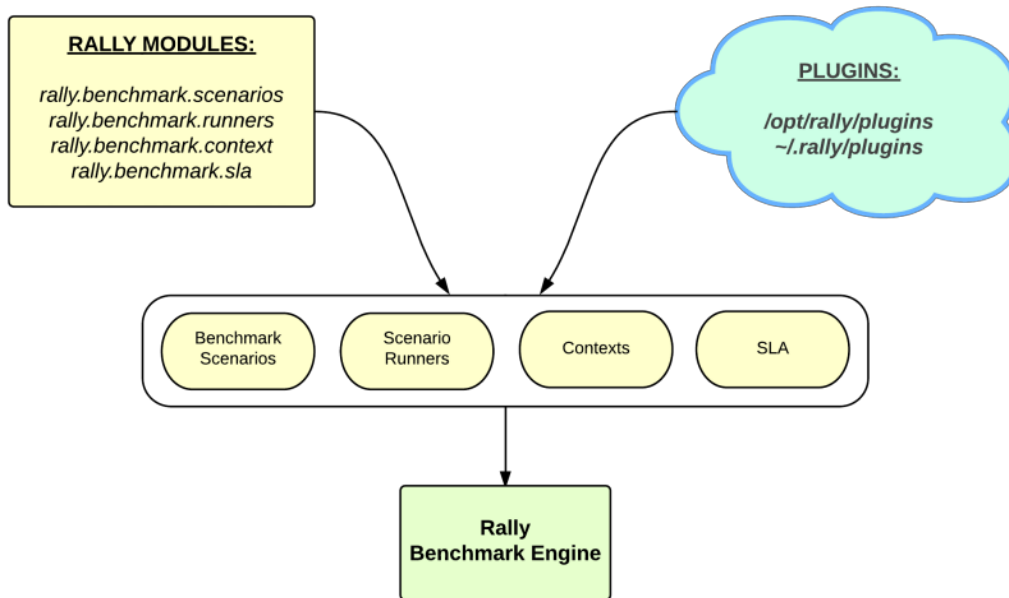 RALLY MODULES:
rally.benchmark.scenarios
rally.benchmark.runners
rally.benchmark.context
rally.benchmark.sla
PLUGINS:
/opt/rally/plugins
~/.rally/plugins
Benchmark
Scenarios
Scenario
Runners
Contexts
SLA
Rally
Benchmark Engine